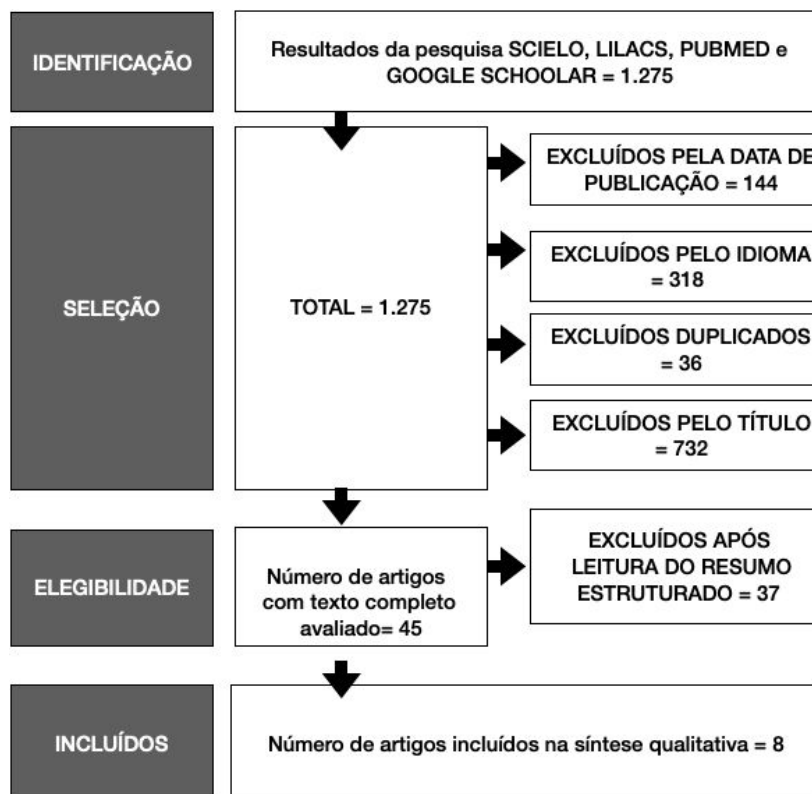 IDENTIFICAÇÃO
Resultados da pesquisa SCIELO, LILACS, PUBMED e
GOOGLE SCHOOLAR = 1.275
SELEÇÃO
TOTAL = 1.275
EXCLUÍDOS PELA DATA DE
PUBLICAÇÃO = 144
EXCLUÍDOS PELO IDIOMA
= 318
EXCLUÍDOS DUPLICADOS
= 36
EXCLUÍDOS PELO TÍTULO
= 732
ELEGIBILIDADE
Número de artigos
com texto completo
avaliado= 45
EXCLUÍDOS APÓS
LEITURA DO RESUMO
ESTRUTURADO = 37
INCLUÍDOS
Número de artigos incluídos na síntese qualitativa = 8